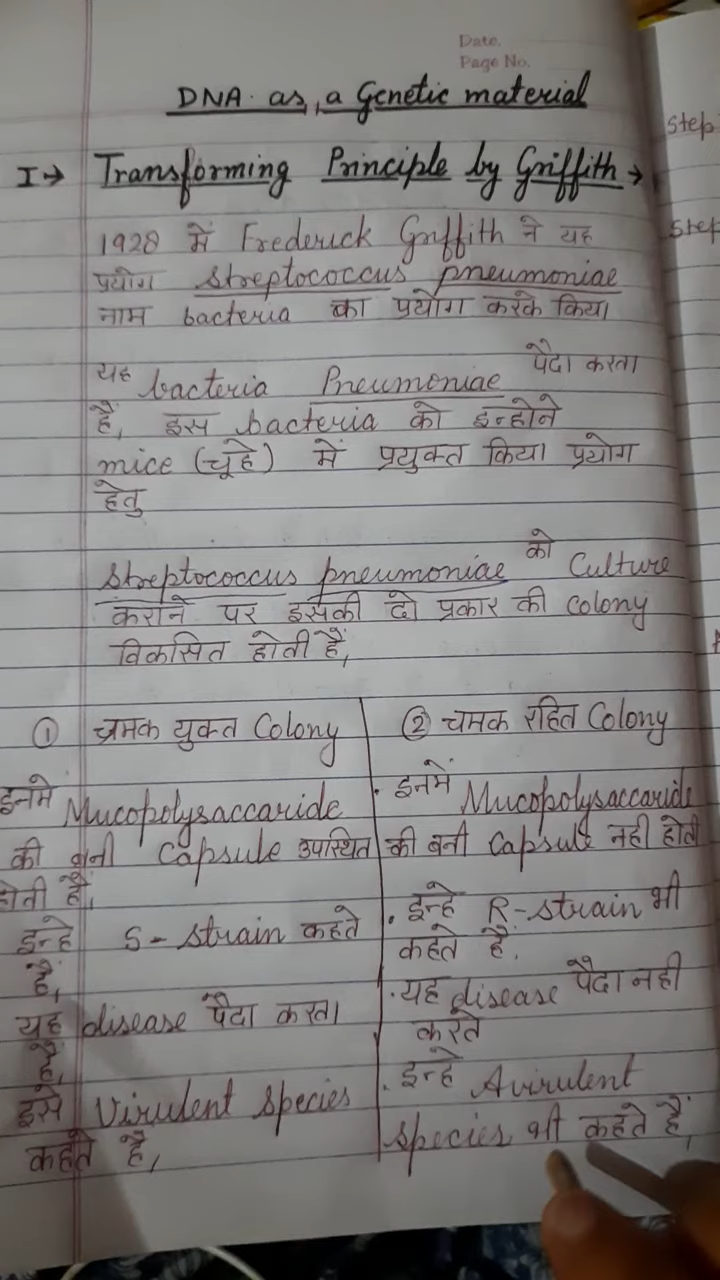 Date.
Page No.
DNA as, a Genetic material
I→ Transforming Principle by Griffith →
1928 में Frederick Griffith ने यह
प्रयोग Streptococcus pneumoniae
नाम bacteria का प्रयोग करके किया।
यह bacteria Pneumoniae पैदा करता
है, इस bacteria को इन्होने
mice (चूहे) में प्रयुक्त किया प्रयोग
हेतु
Streptococcus pneumoniae को Culture
कराने पर इसकी दो प्रकार की colony
विकसित होती हैं,
① चमक युक्त Colony
इनमे Mucopolysaccaride
की बनी Capsule उपस्थित
होती है,
इन्हे S- strain कहते
है,
यह disease पैदा करता
है,
इसे Virulent species
कहते है,
② चमक रहित Colony
. इनमें Mucopolysaccaride
की बनी Capsule नही होती
. इन्हे R-strain भी
कहते है.
. यह disease पैदा नही
करते
. इन्हे Avirulent
species भी कहते हैं,
Step
Step